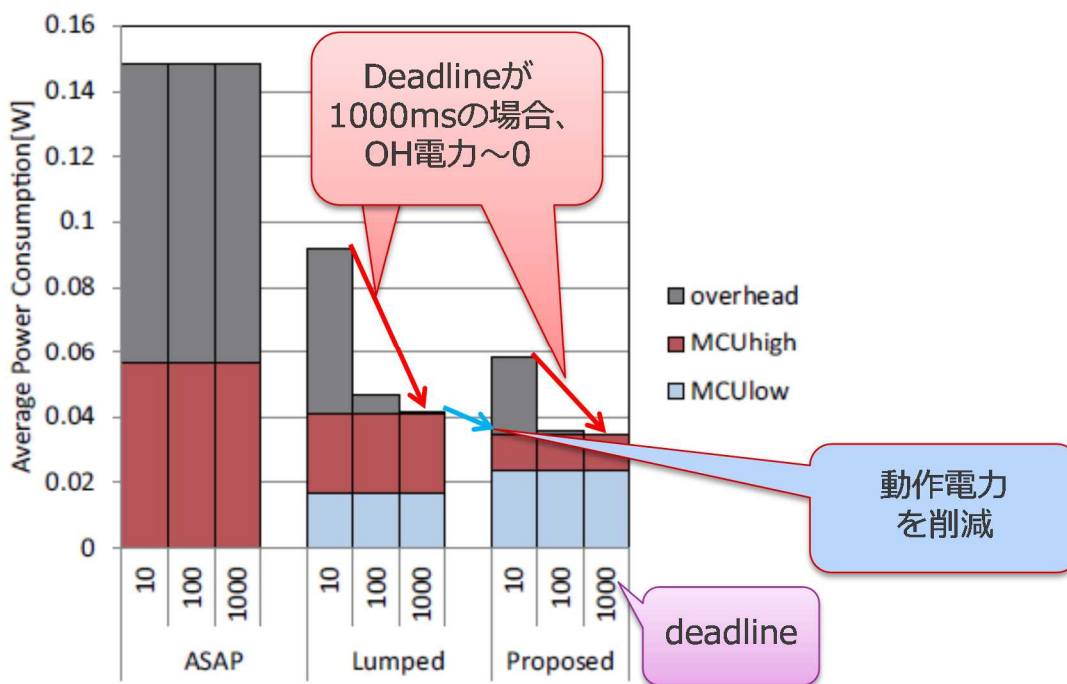 0.16
0.14
0.12
0.1
0.08
0.06
0.04
0.02
0
Average Power Consumption[W]
Deadlineが
1000msの場合、
OH電力～0
overhead
MCUhigh
MCUlow
動作電力
を削減
10 100 1000 10 100 1000 10 100 1000
ASAP Lumped Proposed
deadline